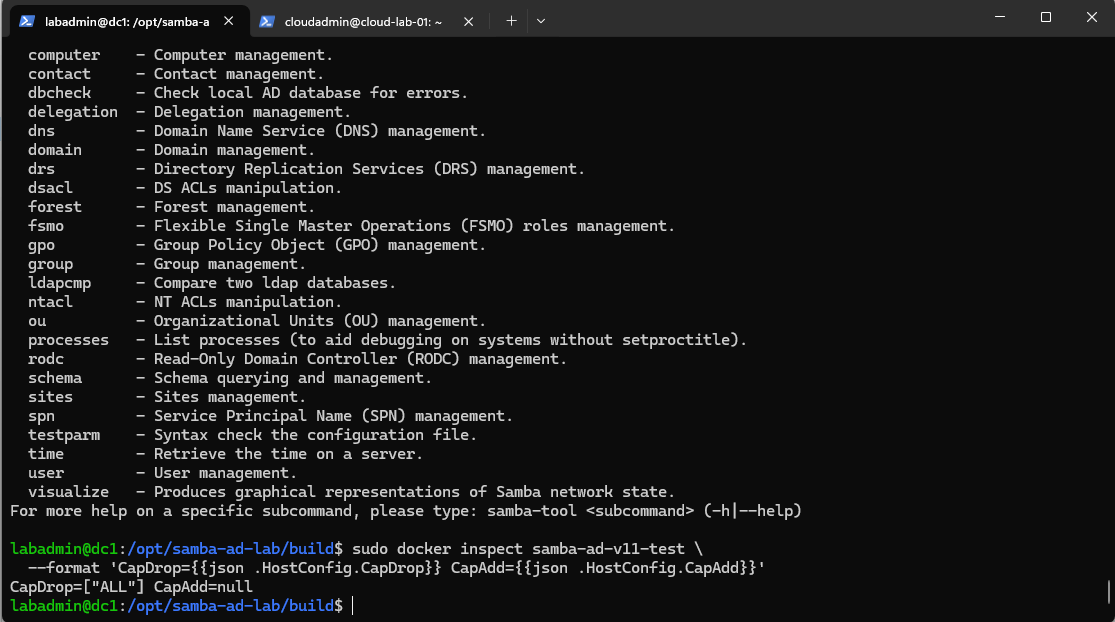 labadmin@dc1: /opt/samba-a
cloudadmin@cloud-lab-01: ~
computer    - Computer management.
contact     - Contact management.
dbcheck     - Check local AD database for errors.
delegation  - Delegation management.
dns         - Domain Name Service (DNS) management.
domain      - Domain management.
drs         - Directory Replication Services (DRS) management.
dsacl       - DS ACLs manipulation.
forest      - Forest management.
fsmo        - Flexible Single Master Operations (FSMO) roles management.
gpo         - Group Policy Object (GPO) management.
group       - Group management.
ldapcmp     - Compare two ldap databases.
ntacl       - NT ACLs manipulation.
ou          - Organizational Units (OU) management.
processes   - List processes (to aid debugging on systems without setproctitle).
rodc        - Read-Only Domain Controller (RODC) management.
schema      - Schema querying and management.
sites       - Sites management.
spn         - Service Principal Name (SPN) management.
testparm    - Syntax check the configuration file.
time        - Retrieve the time on a server.
user        - User management.
visualize   - Produces graphical representations of Samba network state.
For more help on a specific subcommand, please type: samba-tool <subcommand> (-h|--help)
labadmin@dc1:/opt/samba-ad-lab/build$ sudo docker inspect samba-ad-v11-test \
--format 'CapDrop={{json .HostConfig.CapDrop}} CapAdd={{json .HostConfig.CapAdd}}'
CapDrop=["ALL"] CapAdd=null
labadmin@dc1:/opt/samba-ad-lab/build$